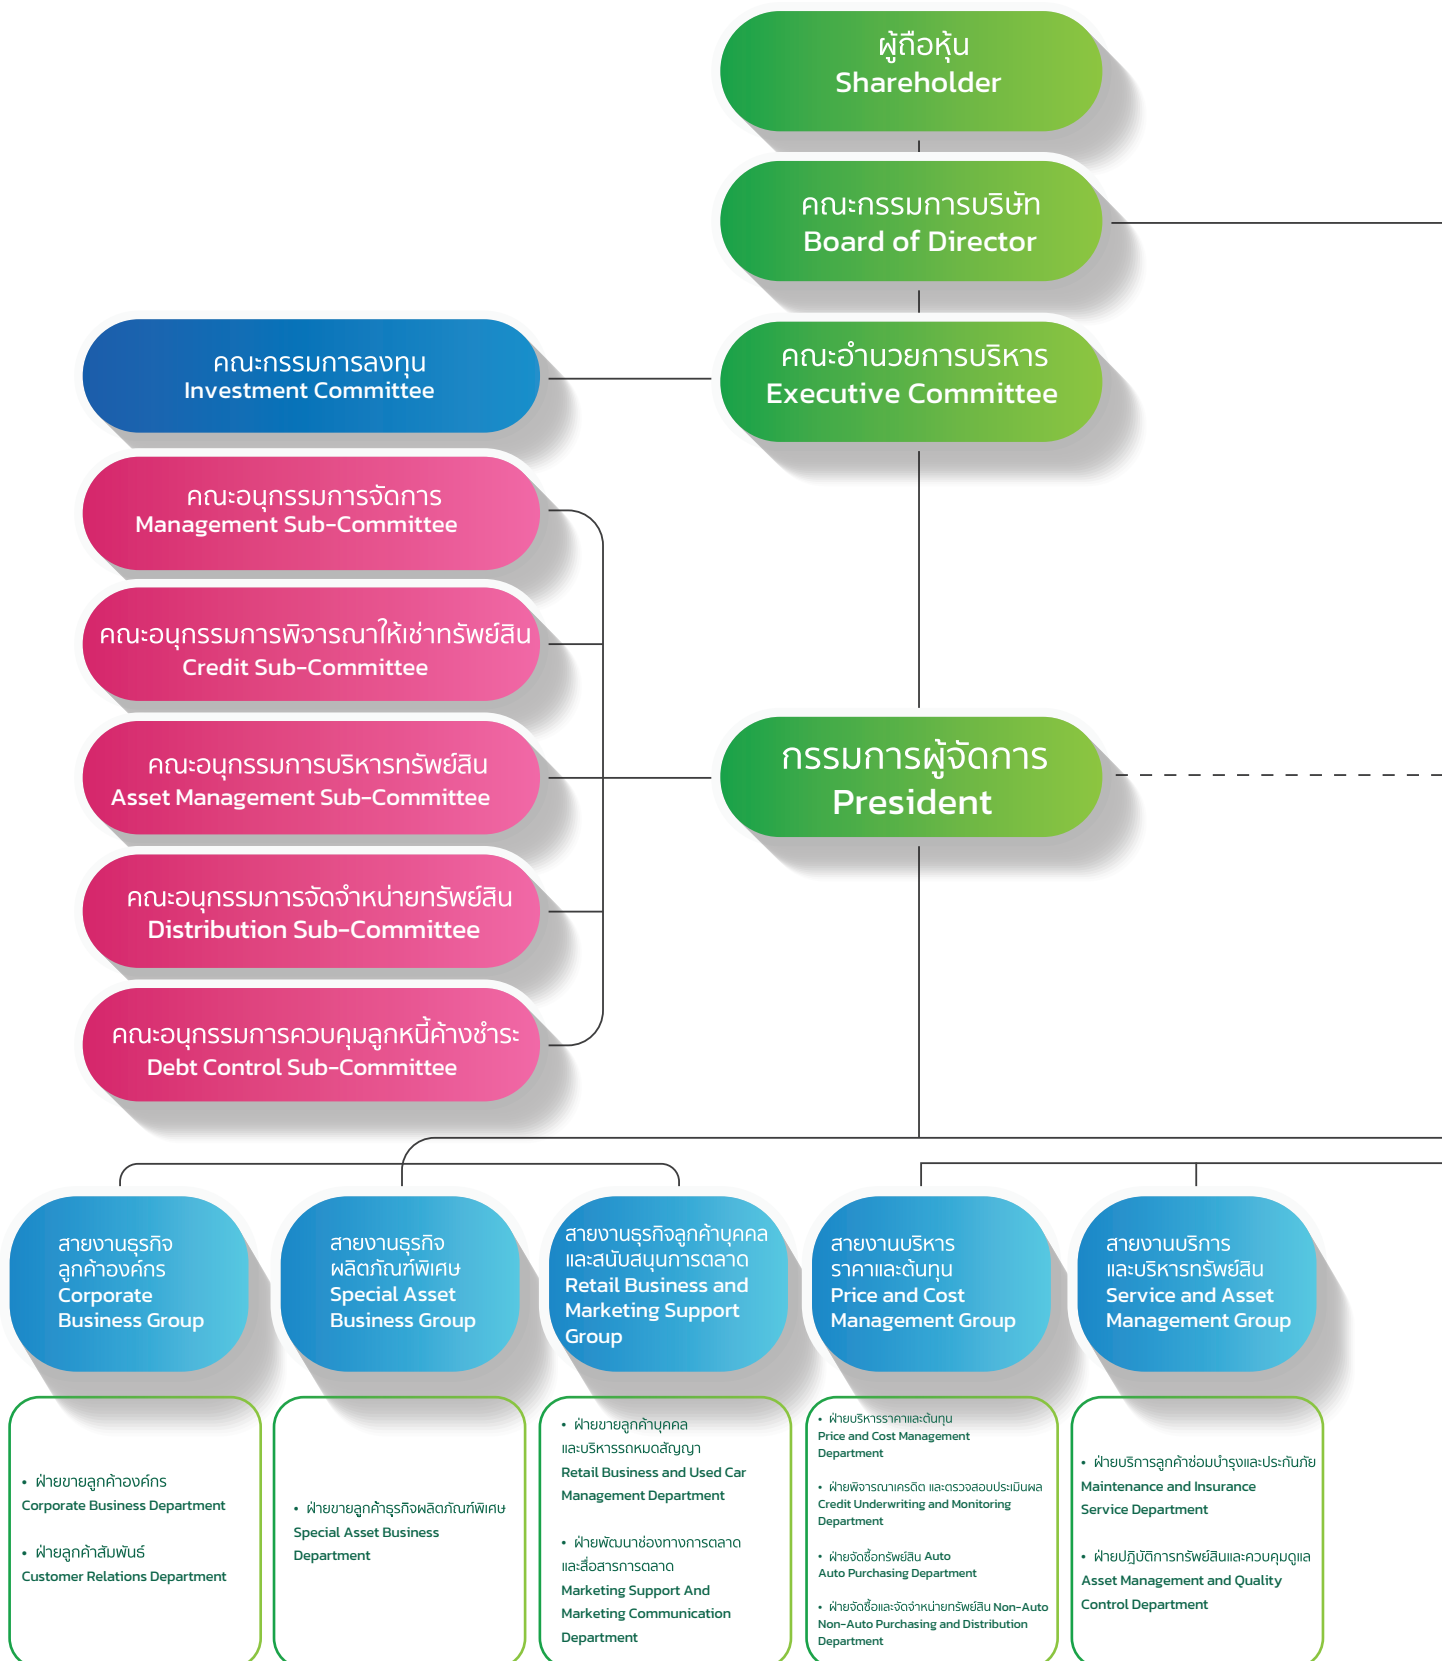 ผู้ถือหุ้น
Shareholder
คณะกรรมการบริษัท
Board of Director
คณะกรรมการลงทุน
Investment Committee
คณะอำนวยการบริหาร
Executive Committee
คณะอนุกรรมการจัดการ
Management Sub-Committee
คณะอนุกรรมการพิจารณาให้เช่าทรัพย์สิน
Credit Sub-Committee
คณะอนุกรรมการบริหารทรัพย์สิน
Asset Management Sub-Committee
กรรมการผู้จัดการ
President
คณะอนุกรรมการจัดจำหน่ายทรัพย์สิน
Distribution Sub-Committee
คณะอนุกรรมการควบคุมลูกหนี้ค้างชำระ
Debt Control Sub-Committee
สายงานธุรกิจ
ลูกค้าองค์กร
Corporate
Business Group
สายงานธุรกิจ
ผลิตภัณฑ์พิเศษ
Special Asset
Business Group
สายงานธุรกิจลูกค้าบุคคล
และสนับสนุนการตลาด
Retail Business and
Marketing Support
Group
สายงานบริหาร
ราคาและต้นทุน
Price and Cost
Management Group
สายงานบริการ
และบริหารทรัพย์สิน
Service and Asset
Management Group
• ฝ่ายขายลูกค้าองค์กร
Corporate Business Department
• ฝ่ายลูกค้าสัมพันธ์
Customer Relations Department
• ฝ่ายขายลูกค้าธุรกิจผลิตภัณฑ์พิเศษ
Special Asset Business
Department
• ฝ่ายขายลูกค้าบุคคล
และบริหารรถหมดสัญญา
Retail Business and Used Car
Management Department
• ฝ่ายพัฒนาช่องทางการตลาด
และสื่อสารการตลาด
Marketing Support And
Marketing Communication
Department
• ฝ่ายบริหารราคาและต้นทุน
Price and Cost Management
Department
• ฝ่ายพิจารณาเครดิต และตรวจสอบประเมินผล
Credit Underwriting and Monitoring
Department
• ฝ่ายจัดซื้อทรัพย์สิน Auto
Auto Purchasing Department
• ฝ่ายจัดซื้อและจัดจำหน่ายทรัพย์สิน Non-Auto
Non-Auto Purchasing and Distribution
Department
• ฝ่ายบริการลูกค้าซ่อมบำรุงและประกันภัย
Maintenance and Insurance
Service Department
• ฝ่ายปฏิบัติการทรัพย์สินและควบคุมดูแล
Asset Management and Quality
Control Department